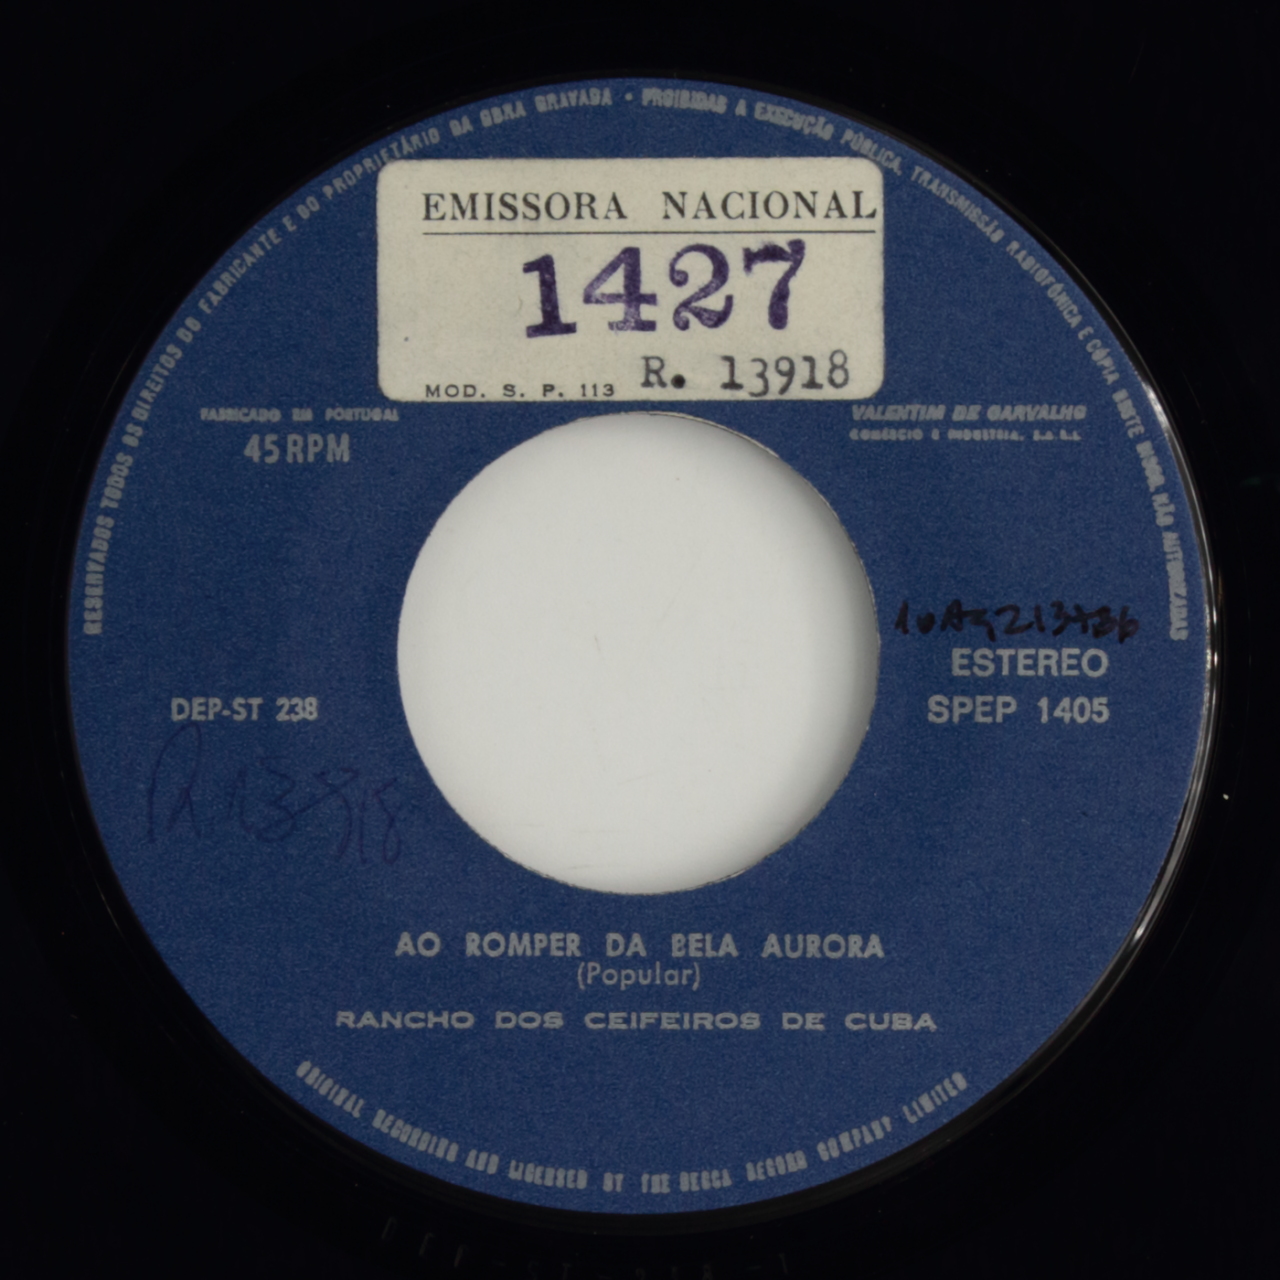 RESERVADOS TODOS OS DIREITOS DO FABRICANTE E DO PROPRIETÁRIO DA OBRA GRAVADA • PROIBIDAS A EXECUÇÃO PÚBLICA, TRANSMISSÃO RADIOFÓNICA E CÓPIA DESTE DISCO, NÃO AUTORIZADAS
EMISSORA NACIONAL
1427
MOD. S. P. 113 R. 13918
FABRICADO EM PORTUGAL
45 RPM
VALENTIM DE CARVALHO
COMÉRCIO E INDÚSTRIA, S.A.R.L.
ESTEREO
DEP-ST 238
SPEP 1405
R 13918
AO ROMPER DA BELA AURORA
(Popular)
RANCHO DOS CEIFEIROS DE CUBA
ORIGINAL RECORDING AND LICENSED BY THE DECCA RECORD COMPANY LIMITED